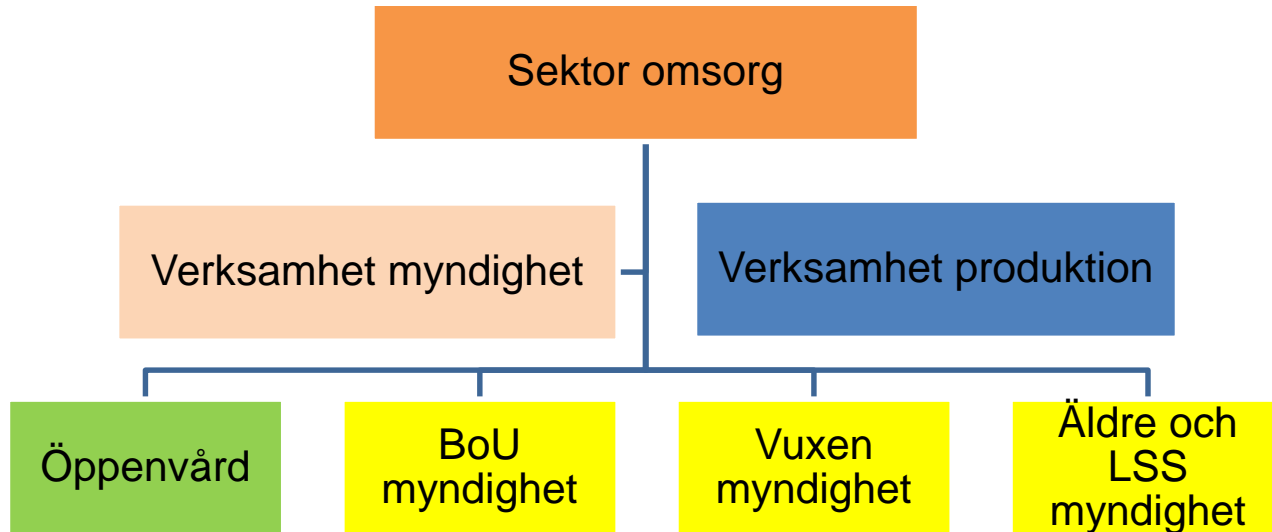 Sektor omsorg
Verksamhet myndighet
Verksamhet produktion
Öppenvård
BoU
myndighet
Vuxen
myndighet
Äldre och
LSS
myndighet